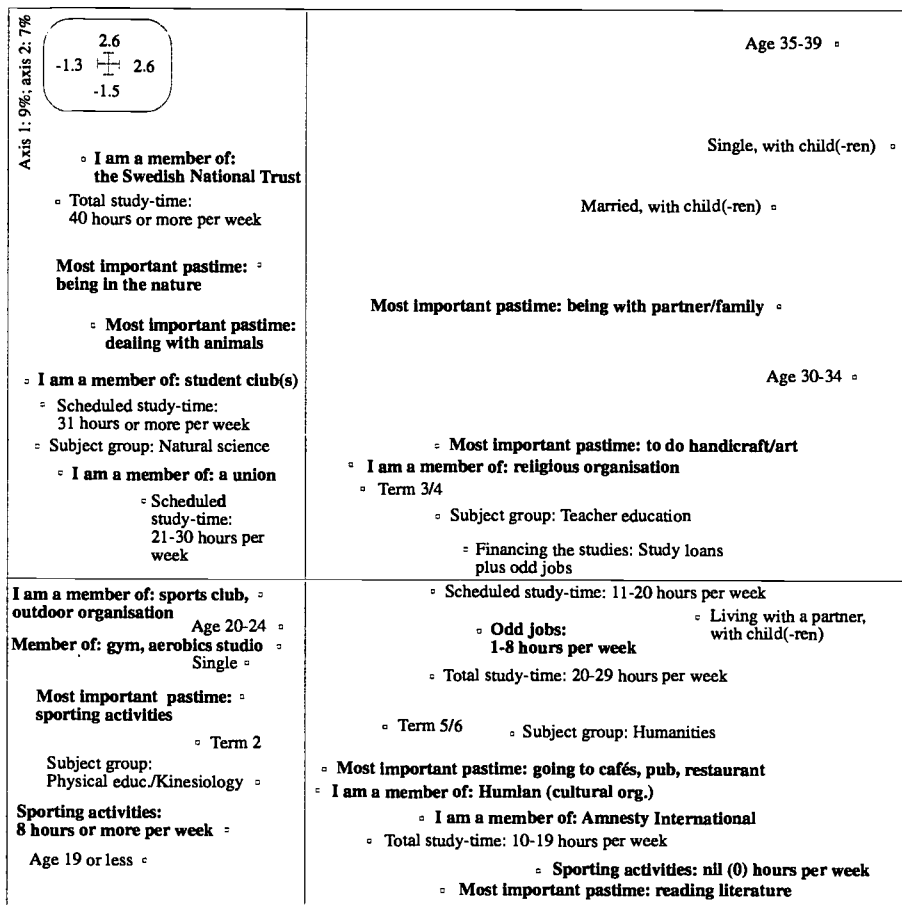 Axis 1: 9%; axis 2: 7%
2.6
-1.3 2.6
-1.5
Age 35-39
I am a member of:
the Swedish National Trust
Single, with child(-ren)
Total study-time:
40 hours or more per week
Married, with child(-ren)
Most important pastime:
being in the nature
Most important pastime: being with partner/family
Most important pastime:
dealing with animals
I am a member of: student club(s)
Age 30-34
Scheduled study-time:
31 hours or more per week
Subject group: Natural science
Most important pastime: to do handicraft/art
I am a member of: a union
I am a member of: religious organisation
Term 3/4
Scheduled
study-time:
21-30 hours per
week
Subject group: Teacher education
Financing the studies: Study loans
plus odd jobs
I am a member of: sports club,
outdoor organisation
Scheduled study-time: 11-20 hours per week
Age 20-24
Living with a partner,
with child(-ren)
Member of: gym, aerobics studio
Odd jobs:
1-8 hours per week
Single
Total study-time: 20-29 hours per week
Most important pastime:
sporting activities
Term 5/6
Subject group: Humanities
Term 2
Subject group:
Physical educ./Kinesiology
Most important pastime: going to cafés, pub, restaurant
I am a member of: Humlan (cultural org.)
Sporting activities:
8 hours or more per week
I am a member of: Amnesty International
Total study-time: 10-19 hours per week
Age 19 or less
Sporting activities: nil (0) hours per week
Most important pastime: reading literature